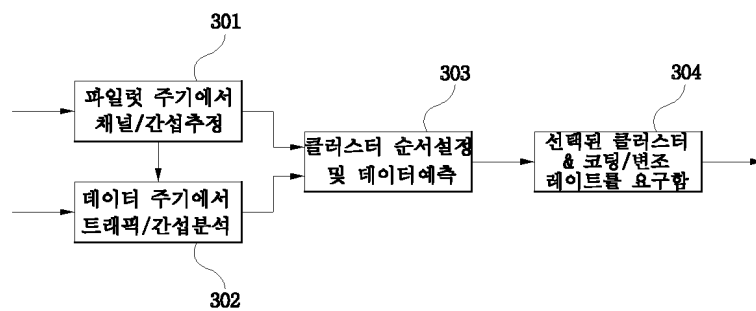 301
파일럿 주기에서
채널/간섭추정
데이터 주기에서
트래픽/간섭분석
302
303
클러스터 순서설정
및 데이터예측
304
선택된 클러스터
& 코딩/변조
레이트를 요구함